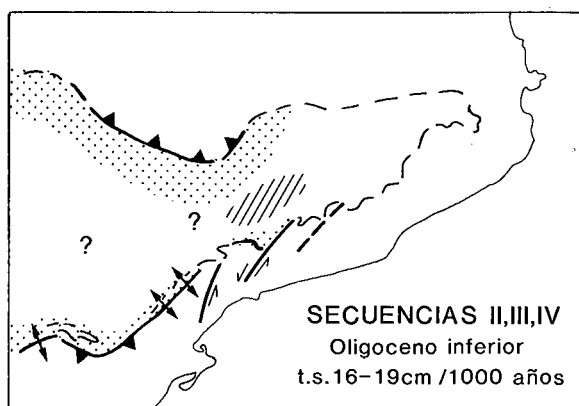 ?
?
SECUENCIAS II,III,IV
Oligoceno inferior
t.s.16-19cm /1000 años